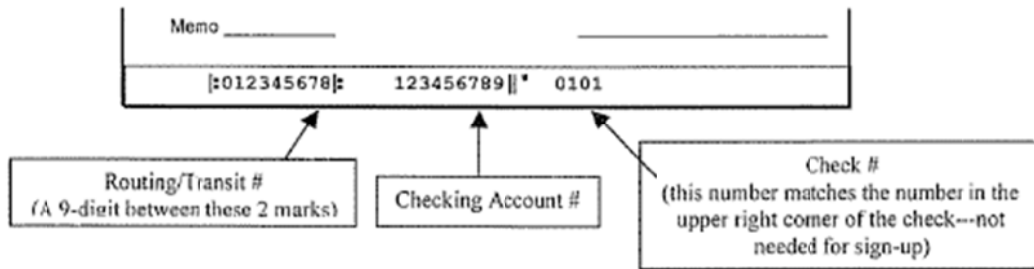 Memo
|:012345678|: 123456789||" 0101
Routing/Transit #
(A 9-digit between these 2 marks)
Checking Account #
Check #
(this number matches the number in the
upper right corner of the check---not
needed for sign-up)